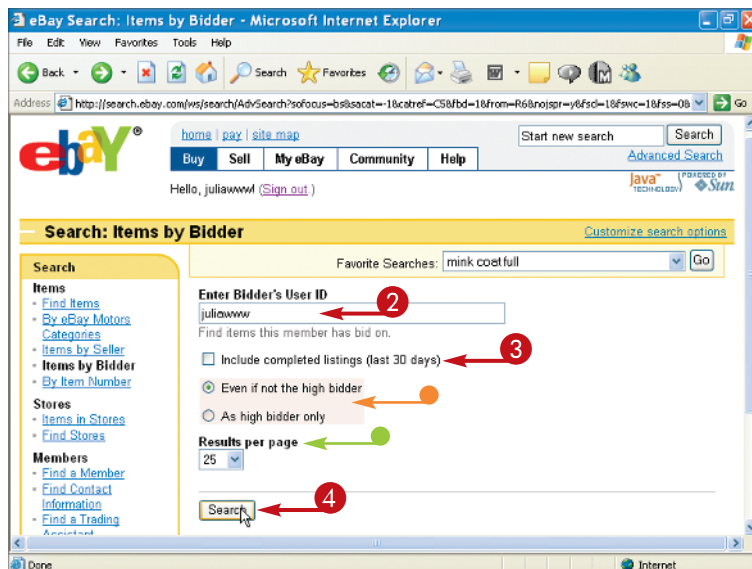 eBay Search: Items by Bidder - Microsoft Internet Explorer
File Edit View Favorites Tools Help
Back Search Favorites
Address http://search.ebay.com/ws/search/AdvSearch?sofocus=bs&sacat=-1&catref=C5&fbd=1&from=R6&nojspr=y&fscl=1&fswc=1&fss=0& Go
ebay®
home | pay | site map
Start new search Search
Buy Sell My eBay Community Help
Advanced Search
Hello, juliawww! (Sign out.)
Java™ TECHNOLOGY POWERED BY Sun
Search: Items by Bidder
Customize search options
Search
Favorite Searches: mink coat full Go
Items
Find Items
By eBay Motors
Categories
Items by Seller
Items by Bidder
By Item Number
Stores
Items in Stores
Find Stores
Members
Find a Member
Find Contact
Information
Find a Trading
Assistant
Enter Bidder's User ID
2
juliawww
Find items this member has bid on.
Include completed listings (last 30 days)
3
Even if not the high bidder
As high bidder only
Results per page
25
Search
4
Done Internet